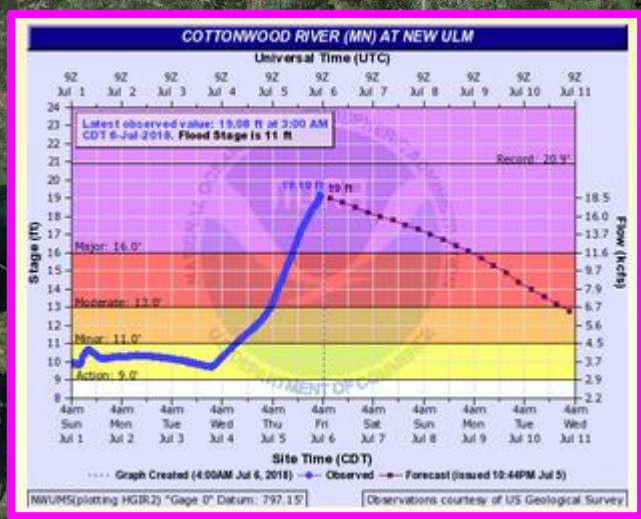 COTTONWOOD RIVER (MN) AT NEW ULM
Universal Time (UTC)
9Z 9Z 9Z 9Z 9Z 9Z 9Z 9Z 9Z 9Z 9Z
Jul 1 Jul 2 Jul 3 Jul 4 Jul 5 Jul 6 Jul 7 Jul 8 Jul 9 Jul 10 Jul 11
Latest observed value: 19.08 ft at 3:00 AM
CDT 6-Jul-2018. Flood Stage is 11 ft
Record: 20.9'
19.19 ft 19 ft
Major: 16.0'
Moderate: 13.0'
Minor: 11.0'
Action: 9.0'
Stage (ft)
24
23
22
21
20
19
18
17
16
15
14
13
12
11
10
9
8
Flow (kcfs)
18.5
16.0
13.7
11.6
9.7
7.9
6.7
5.6
4.5
3.7
2.9
2.2
4am 4am 4am 4am 4am 4am 4am 4am 4am 4am 4am
Sun Mon Tue Wed Thu Fri Sat Sun Mon Tue Wed
Jul 1 Jul 2 Jul 3 Jul 4 Jul 5 Jul 6 Jul 7 Jul 8 Jul 9 Jul 10 Jul 11
Site Time (CDT)
Graph Created (4:00AM Jul 6, 2018) Observed Forecast (issued 10:44PM Jul 5)
NWUM5(plotting HGIR2) "Gage 0" Datum: 797.15'
Observations courtesy of US Geological Survey